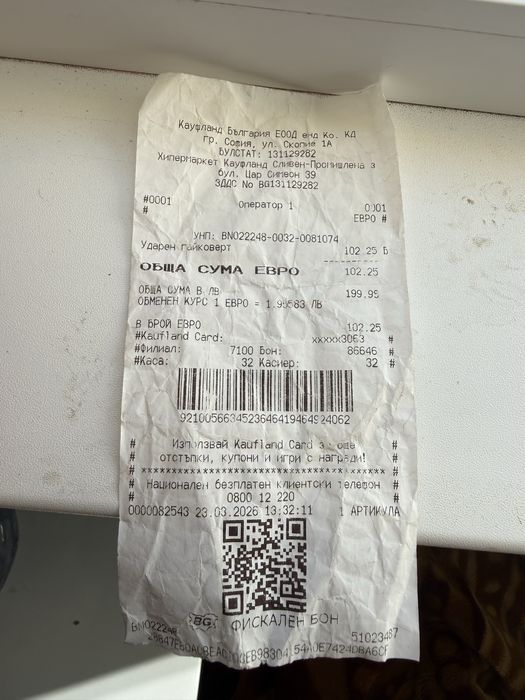 Кауфланд България ЕООД енд Ко. КД
гр. София, ул. Скопие 1А
БУЛСТАТ: 131129282
Хипермаркет Кауфланд Сливен-Промишлена з
бул. Цар Симеон 39
ЗДДС No BG131129282
#0001 Оператор 1 0001
# ЕВРО #
УНП: BN022248-0032-0081074
Ударен гайковерт 102.25 Б
ОБЩА СУМА ЕВРО 102.25
ОБЩА СУМА В ЛВ 199.99
ОБМЕНЕН КУРС 1 ЕВРО = 1.95583 ЛВ
В БРОЙ ЕВРО 102.25
#Kaufland Card: xxxxx3063 #
#Филиал: 7100 Бон: 86646 #
#Каса: 32 Касиер: 32 #
9210056634523646419464924062
# Използвай Kaufland Card за още #
# отстъпки, купони и игри с награди! #
# Национален безплатен клиентски телефон #
# 0800 12 220 #
0000082543 23.03.2026 13:32:11 1 АРТИКУЛА
BG ФИСКАЛЕН БОН
BN022248 51023487